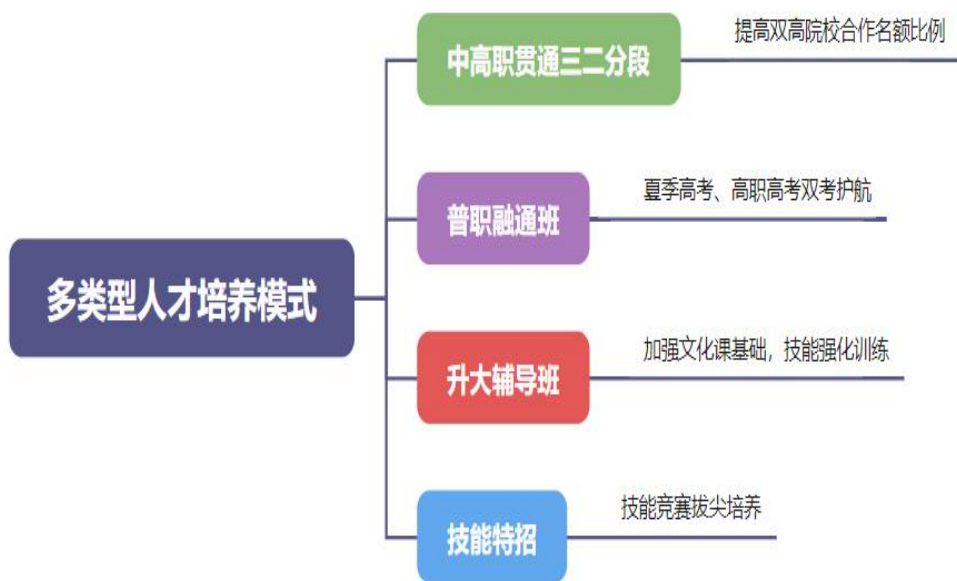 提高双高院校合作名额比例
中高职贯通三二分段
夏季高考、高职高考双考护航
普职融通班
多类型人才培养模式
加强文化课基础，技能强化训练
升大辅导班
技能竞赛拔尖培养
技能特招